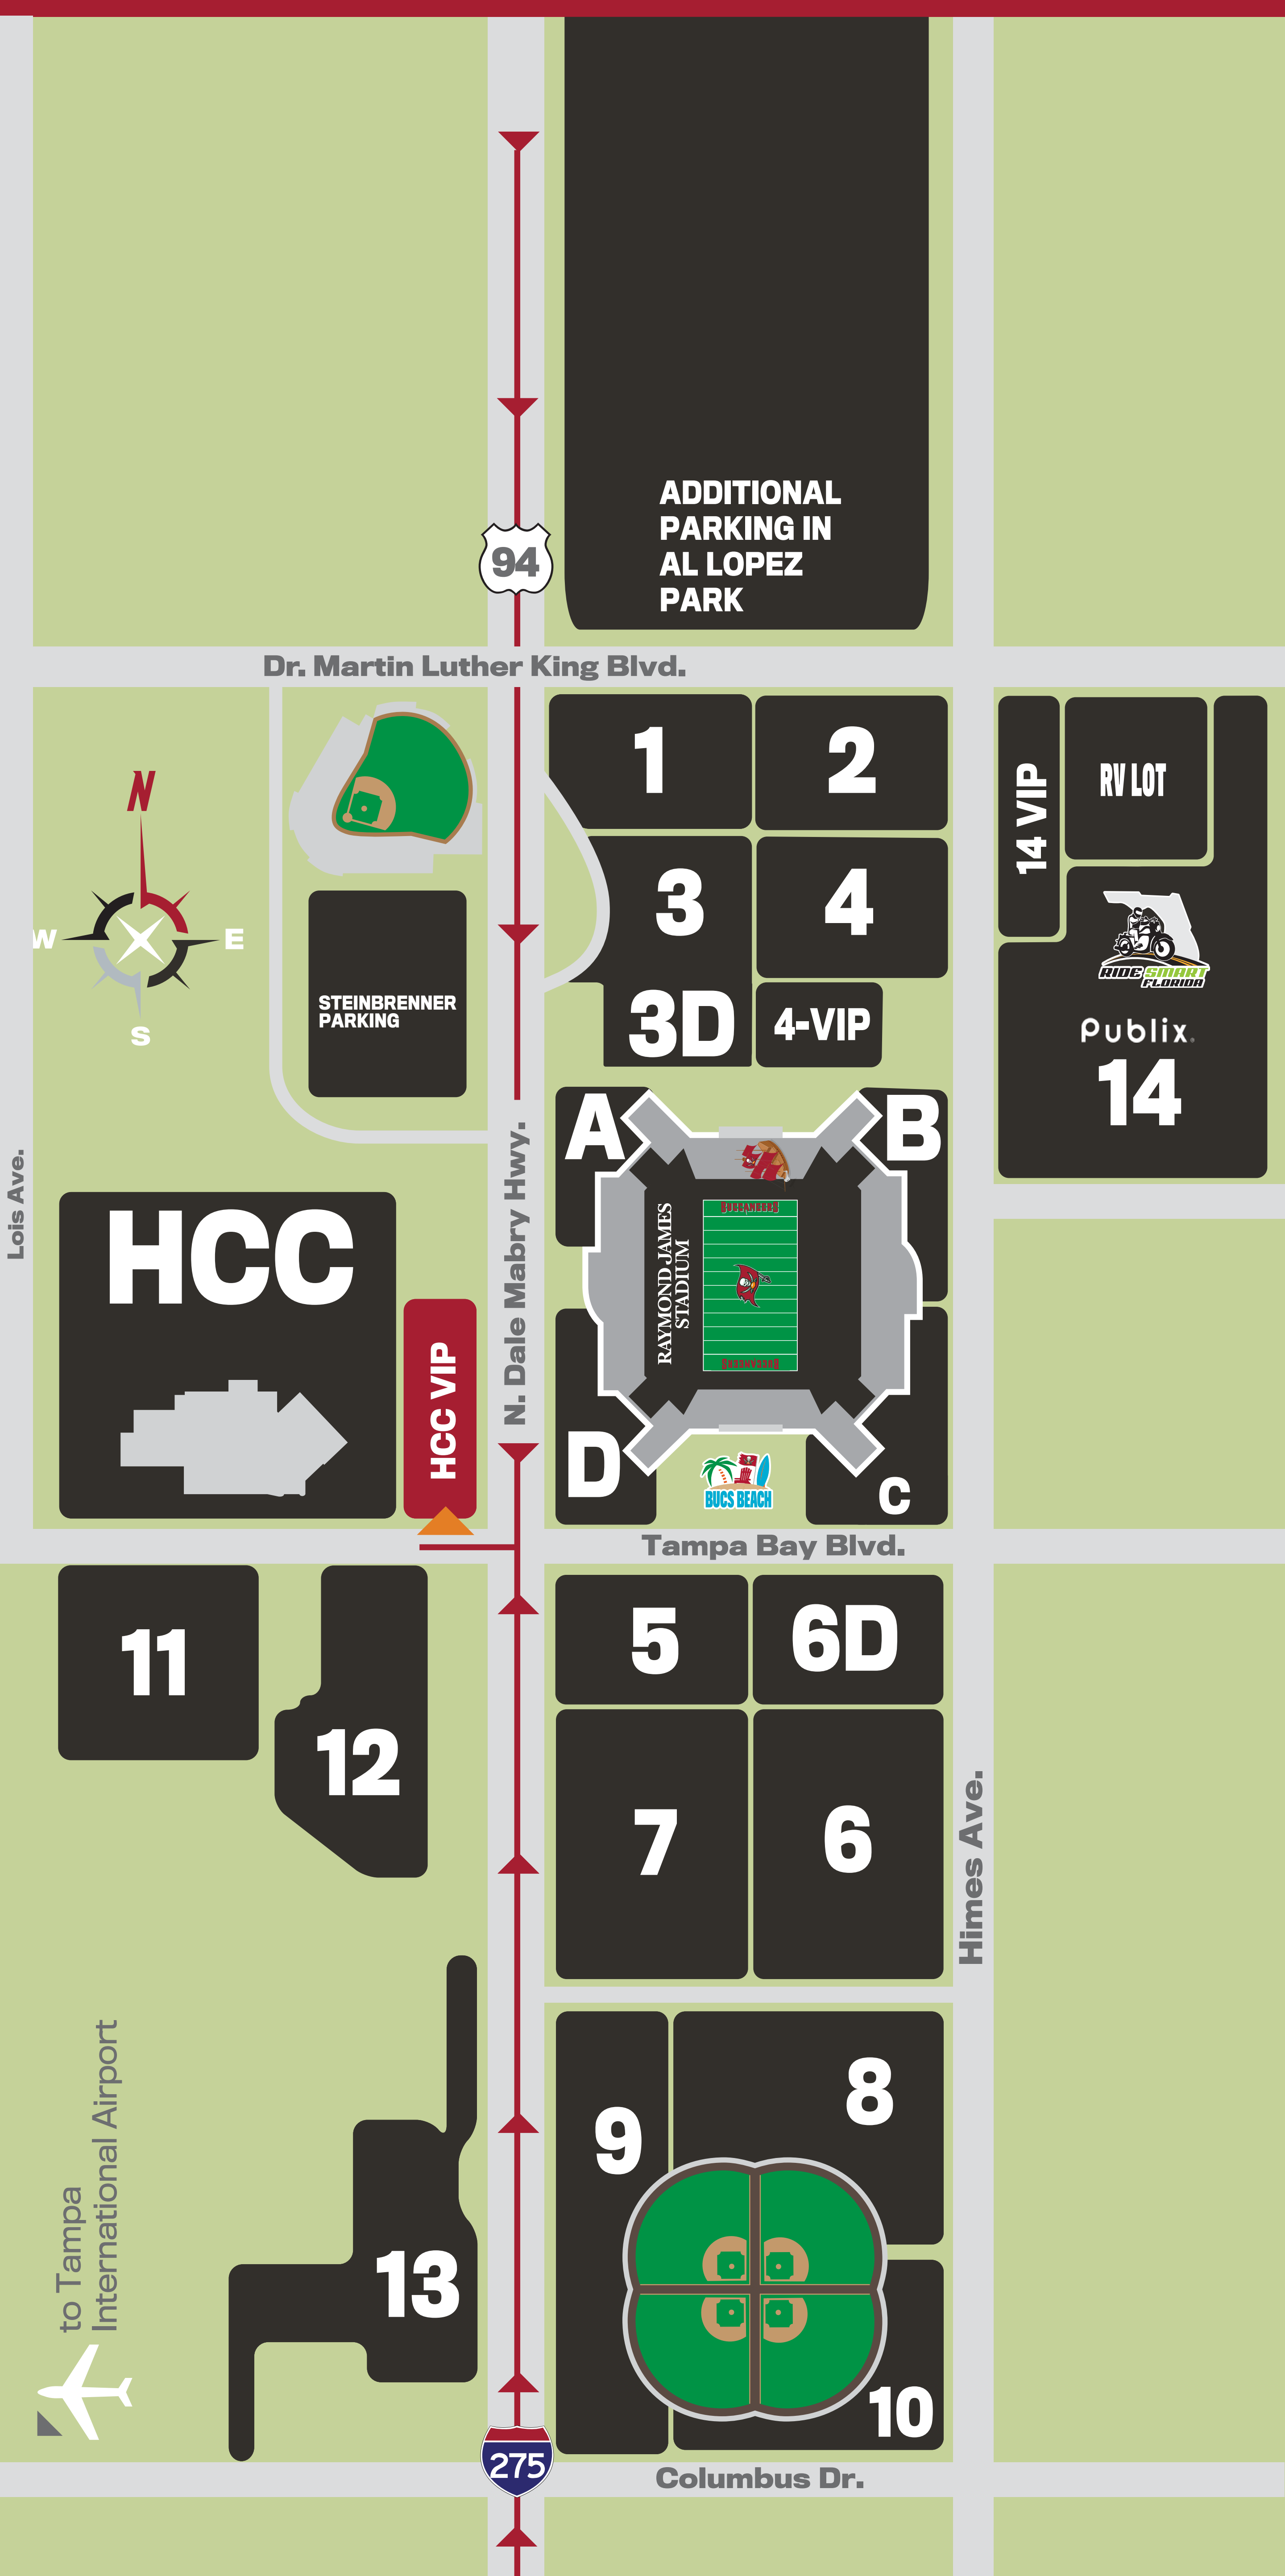 ADDITIONAL
PARKING IN
AL LOPEZ
PARK
94
Dr. Martin Luther King Blvd.
1
2
14 VIP
RV LOT
N
3
4
W
E
S
RIDE SMART
FLORIDA
STEINBRENNER
PARKING
3D
4-VIP
Publix.
14
A
B
Lois Ave.
N. Dale Mabry Hwy.
HCC
HCC VIP
BUCCANEERS
RAYMOND JAMES
STADIUM
BUCCANEERS
D
BUCS BEACH
C
Tampa Bay Blvd.
5
6D
11
12
7
6
Himes Ave.
to Tampa
International Airport
8
9
13
10
275
Columbus Dr.